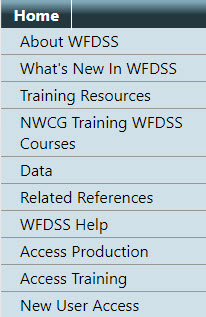 Home
About WFDSS
What's New In WFDSS
Training Resources
NWCG Training WFDSS
Courses
Data
Related References
WFDSS Help
Access Production
Access Training
New User Access